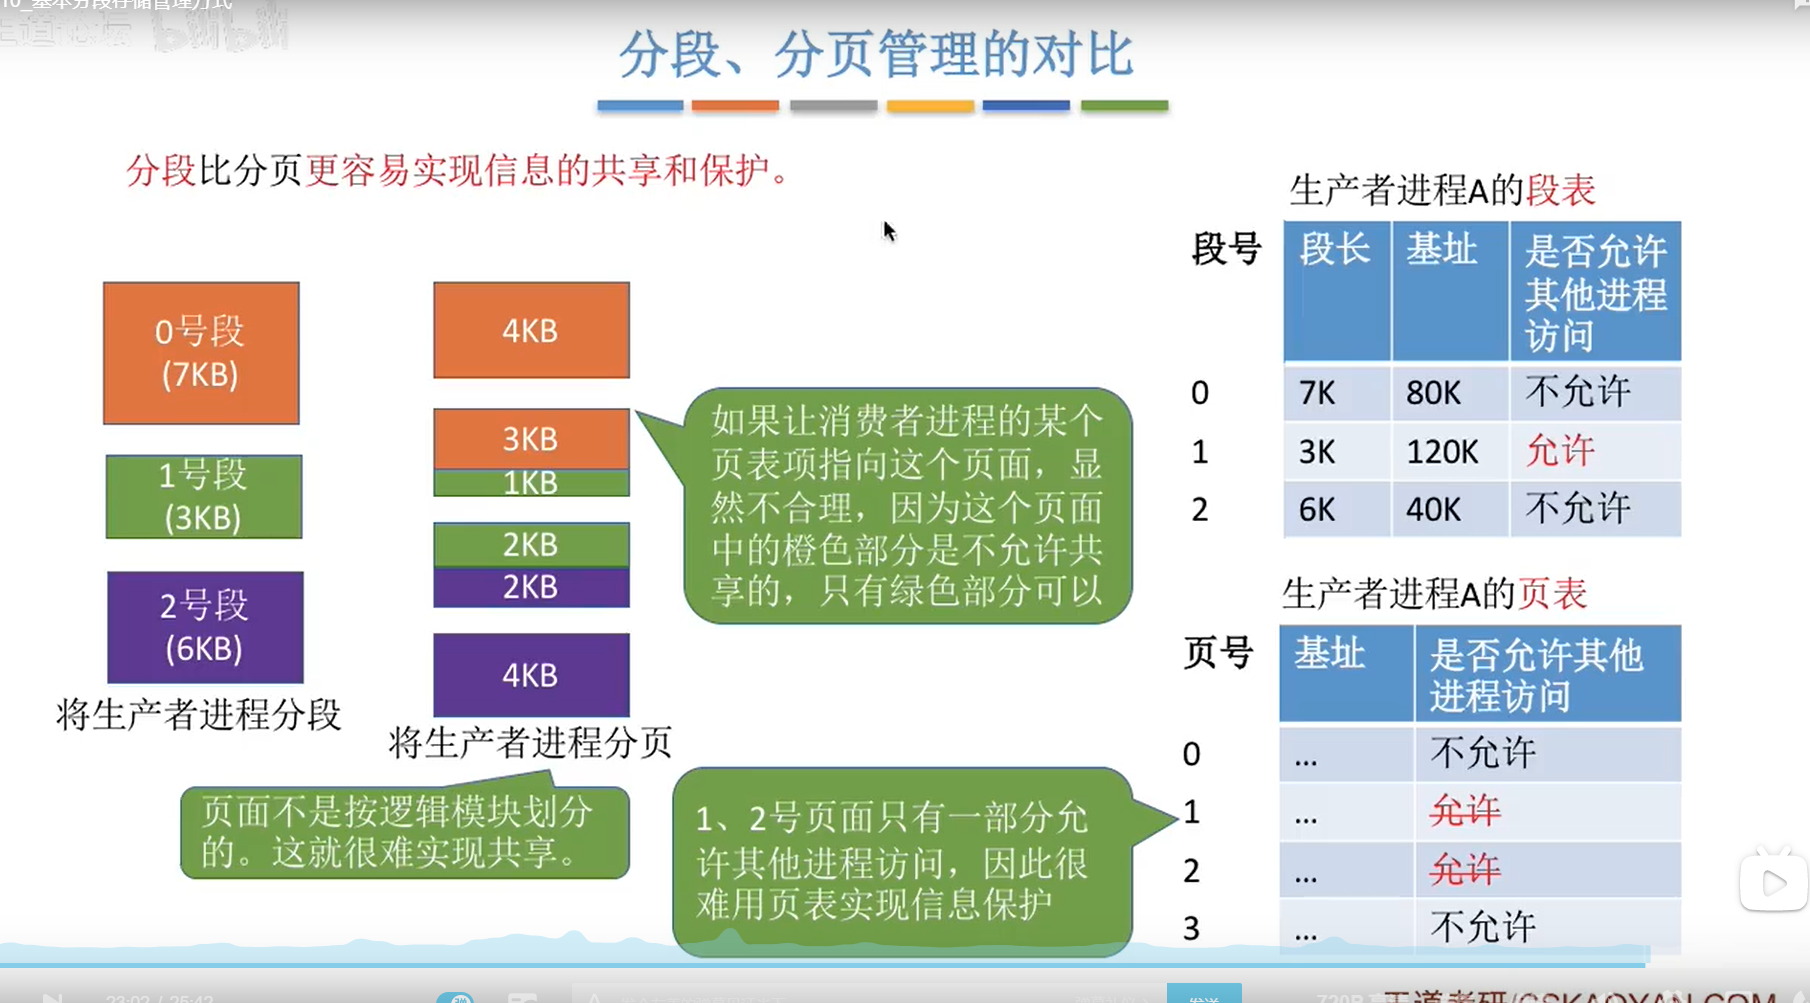 10_基本分段存储管理方式
bilibili
分段、分页管理的对比
分段比分页更容易实现信息的共享和保护。
0号段
(7KB)
1号段
(3KB)
2号段
(6KB)
将生产者进程分段
4KB
3KB
1KB
2KB
2KB
4KB
将生产者进程分页
如果让消费者进程的某个
页表项指向这个页面，显
然不合理，因为这个页面
中的橙色部分是不允许共
享的，只有绿色部分可以
页面不是按逻辑模块划分
的。这就很难实现共享。
1、2号页面只有一部分允
许其他进程访问，因此很
难用页表实现信息保护
生产者进程A的段表
段号 段长 基址 是否允许
其他进程
访问
0 7K 80K 不允许
1 3K 120K 允许
2 6K 40K 不允许
生产者进程A的页表
页号 基址 是否允许其他
进程访问
0 ... 不允许
1 ... 允许
2 ... 允许
3 ... 不允许
23:02 / 25:42
发送
720P 高清
王道考研/CSKAOYAN.COM